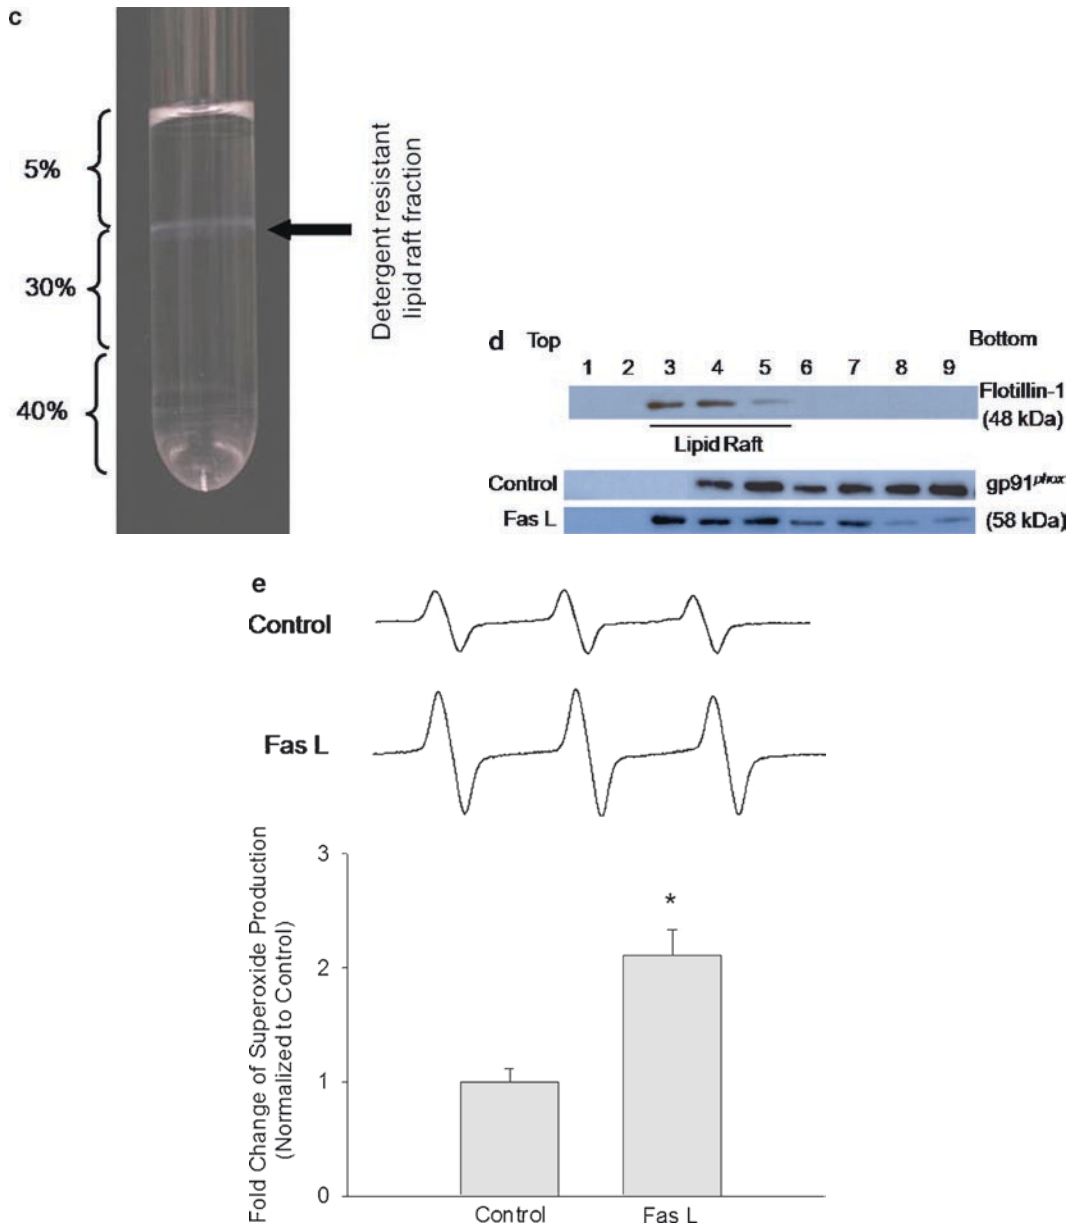 c
5%
30%
40%
Detergent resistant
lipid raft fraction
d Top Bottom
1 2 3 4 5 6 7 8 9
Flotillin-1
(48 kDa)
Lipid Raft
Control gp91phox
Fas L (58 kDa)
e
Control
Fas L
Fold Change of Superoxide Production
(Normalized to Control)
3
*
2
1
0
Control Fas L